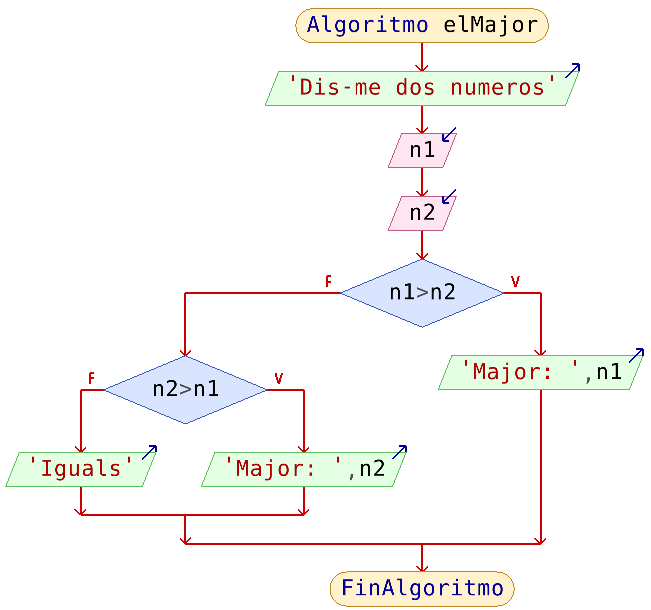 Algoritmo elMajor
'Dis-me dos numeros'
n1
n2
n1>n2
F
V
n2>n1
F
V
'Major: ',n1
'Iguals'
'Major: ',n2
FinAlgoritmo